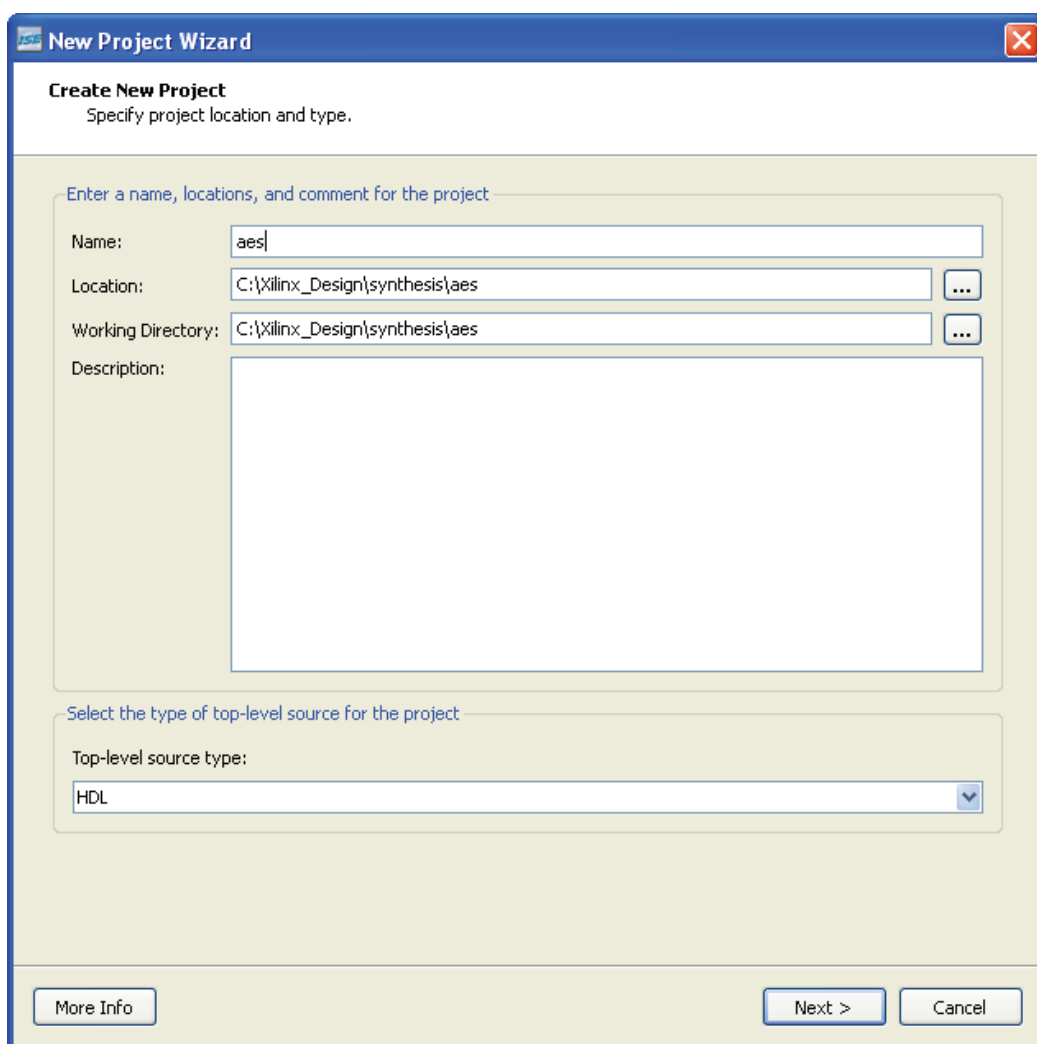 ISE New Project Wizard
Create New Project
Specify project location and type.
Enter a name, locations, and comment for the project
Name: aes
Location: C:\Xilinx_Design\synthesis\aes ...
Working Directory: C:\Xilinx_Design\synthesis\aes ...
Description:
Select the type of top-level source for the project
Top-level source type:
HDL
More Info Next > Cancel